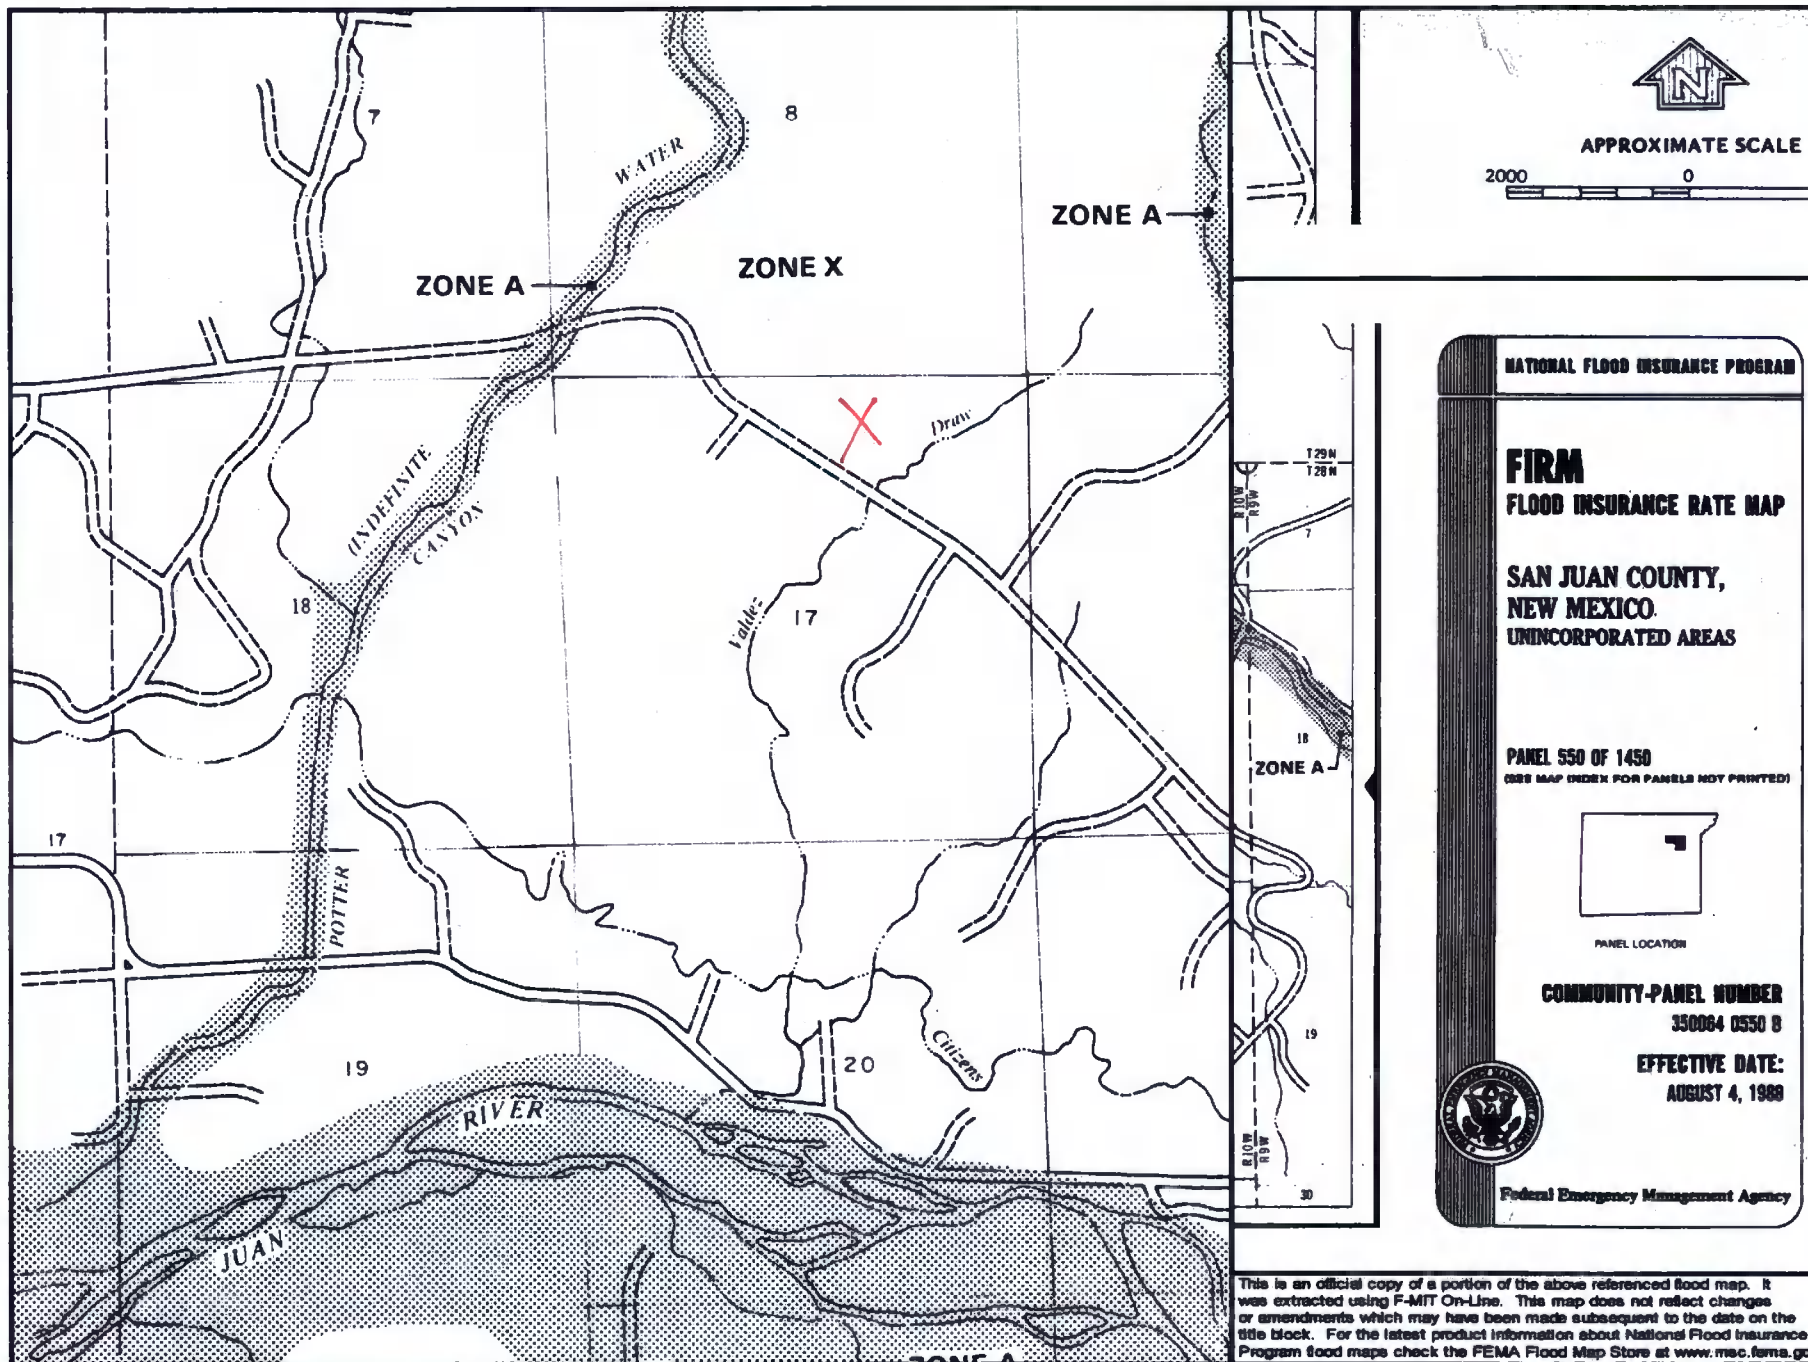 7
8
WATER
ZONE A
ZONE X
ZONE A
Draw
(INDEFINITE
CANYON
18
Valdez
17
17
POTTER
19
20
Citizens
RIVER
JUAN
N
APPROXIMATE SCALE
2000 0
T29N
T28N
R10W
R9W
7
18
ZONE A
19
R10W
R9W
30
NATIONAL FLOOD INSURANCE PROGRAM
FIRM
FLOOD INSURANCE RATE MAP
SAN JUAN COUNTY,
NEW MEXICO
UNINCORPORATED AREAS
PANEL 550 OF 1450
(SEE MAP INDEX FOR PANELS NOT PRINTED)
PANEL LOCATION
COMMUNITY-PANEL NUMBER
350064 0550 B
EFFECTIVE DATE:
AUGUST 4, 1988
Federal Emergency Management Agency
This is an official copy of a portion of the above referenced flood map. It
was extracted using F-MIT On-Line. This map does not reflect changes
or amendments which may have been made subsequent to the date on the
title block. For the latest product information about National Flood Insurance
Program flood maps check the FEMA Flood Map Store at www.msc.fema.go